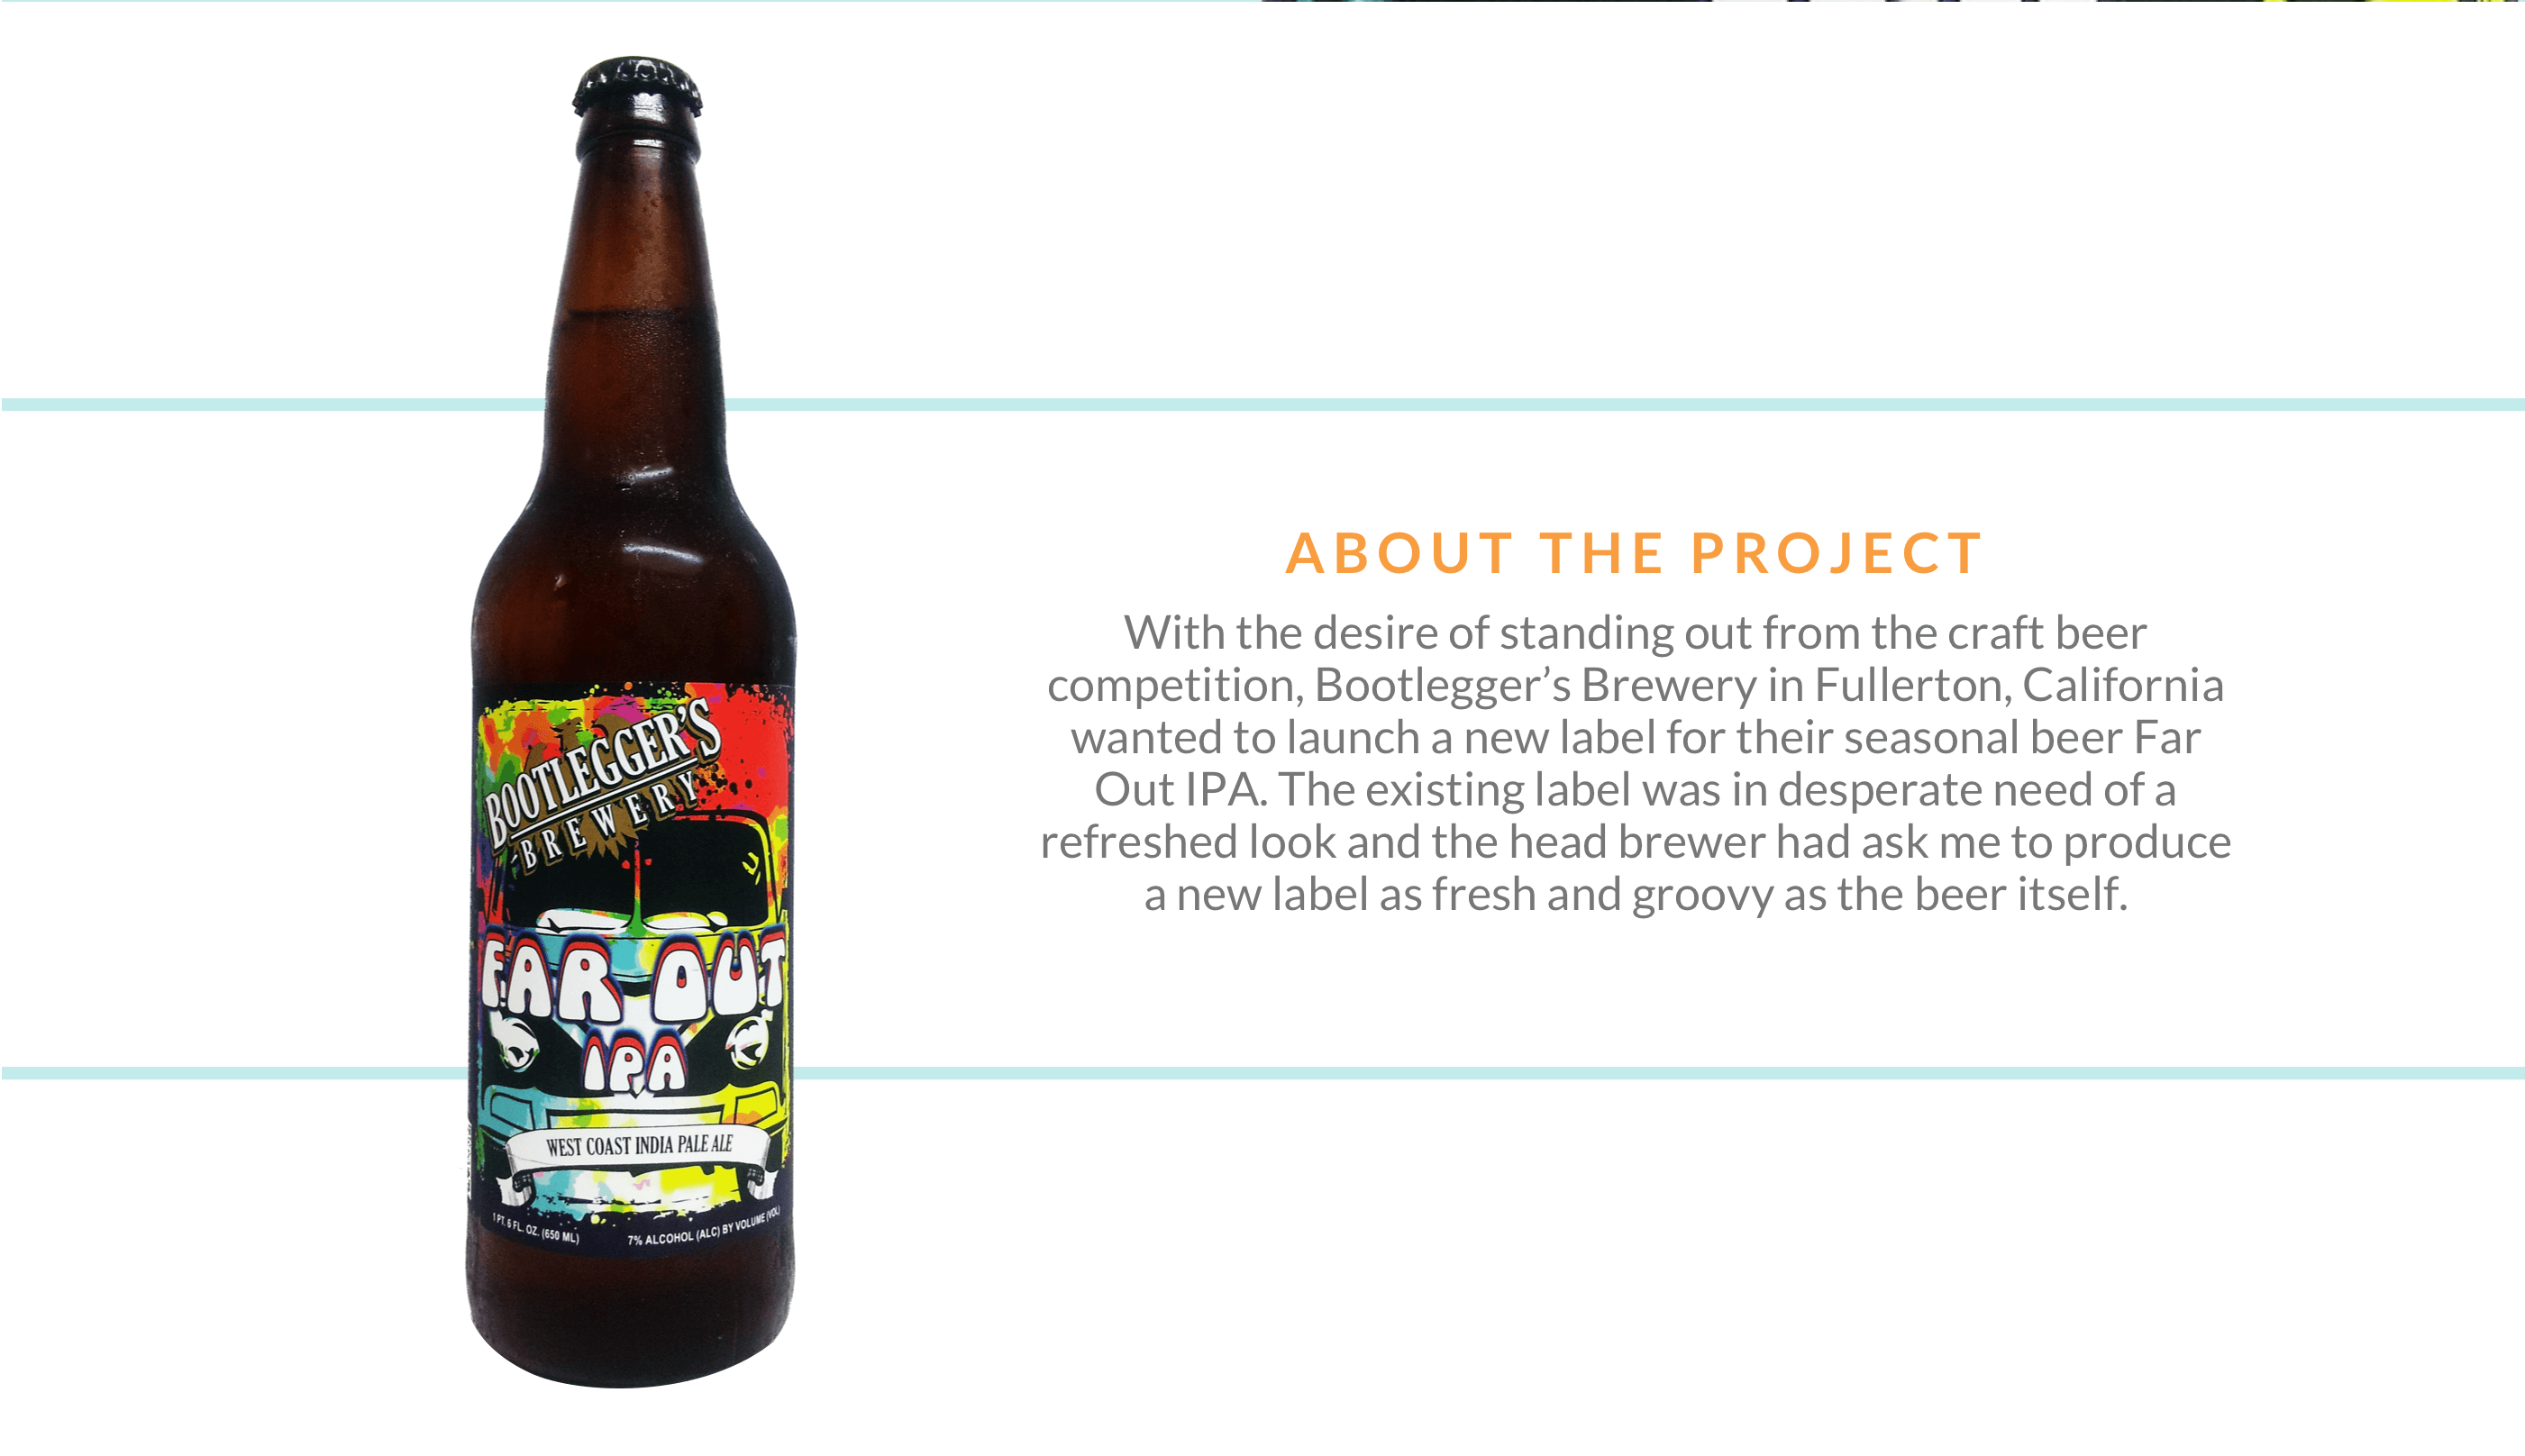 BOOTLEGGER'S
BREWERY
FAR OUT
IPA
WEST COAST INDIA PALE ALE
1 PT. 6 FL. OZ. (650 ML)
7% ALCOHOL (ALC) BY VOLUME (VOL)
ABOUT THE PROJECT
With the desire of standing out from the craft beer
competition, Bootlegger’s Brewery in Fullerton, California
wanted to launch a new label for their seasonal beer Far
Out IPA. The existing label was in desperate need of a
refreshed look and the head brewer had ask me to produce
a new label as fresh and groovy as the beer itself.